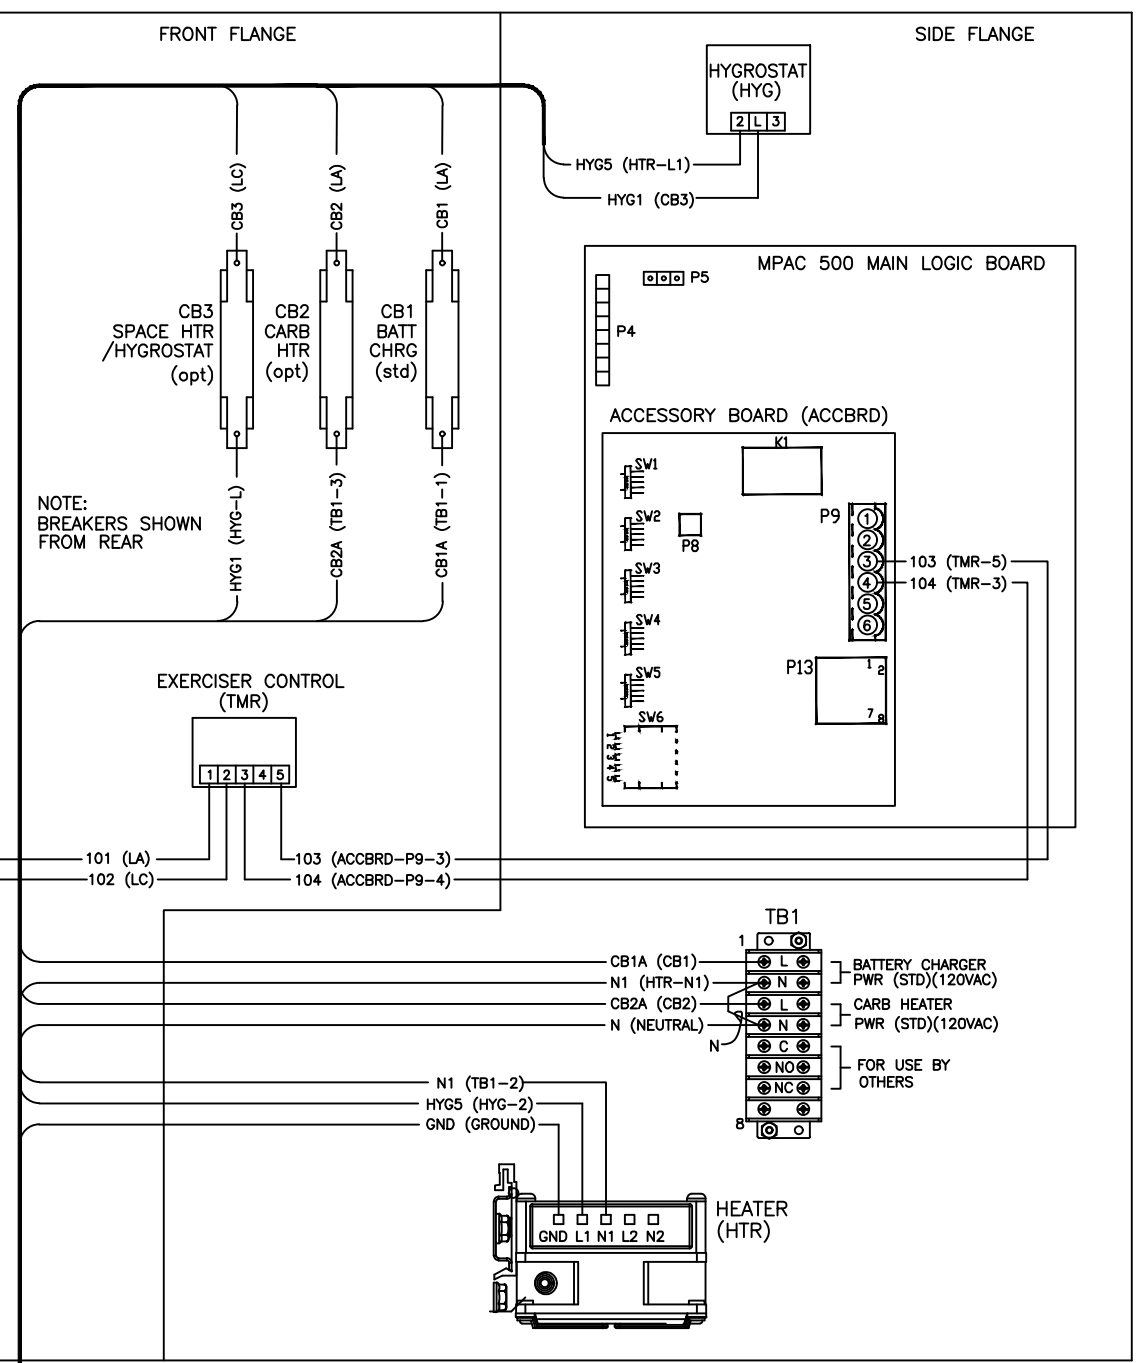 FRONT FLANGE
SIDE FLANGE
HYGROSTAT
(HYG)
2 L 3
HYG5 (HTR-L1)
HYG1 (CB3)
CB3 (LC)
CB2 (LA)
CB1 (LA)
CB3
SPACE HTR
/HYGROSTAT
(opt)
CB2
CARB
HTR
(opt)
CB1
BATT
CHRG
(std)
HYG1 (HYG-L)
CB2A (TB1-3)
CB1A (TB1-1)
NOTE:
BREAKERS SHOWN
FROM REAR
MPAC 500 MAIN LOGIC BOARD
P5
P4
ACCESSORY BOARD (ACCBRD)
K1
SW1
SW2
P8
SW3
SW4
SW5
SW6
1
2
3
4
5
P9
1
2
3
4
5
6
103 (TMR-5)
104 (TMR-3)
P13
1 2
7 8
EXERCISER CONTROL
(TMR)
1 2 3 4 5
101 (LA)
102 (LC)
103 (ACCBRD-P9-3)
104 (ACCBRD-P9-4)
TB1
1
CB1A (CB1)
L
N1 (HTR-N1)
N
BATTERY CHARGER
PWR (STD)(120VAC)
CB2A (CB2)
L
N (NEUTRAL)
N
CARB HEATER
PWR (STD)(120VAC)
N
C
NO
NC
FOR USE BY
OTHERS
8
N1 (TB1-2)
HYG5 (HYG-2)
GND (GROUND)
GND L1 N1 L2 N2
HEATER
(HTR)